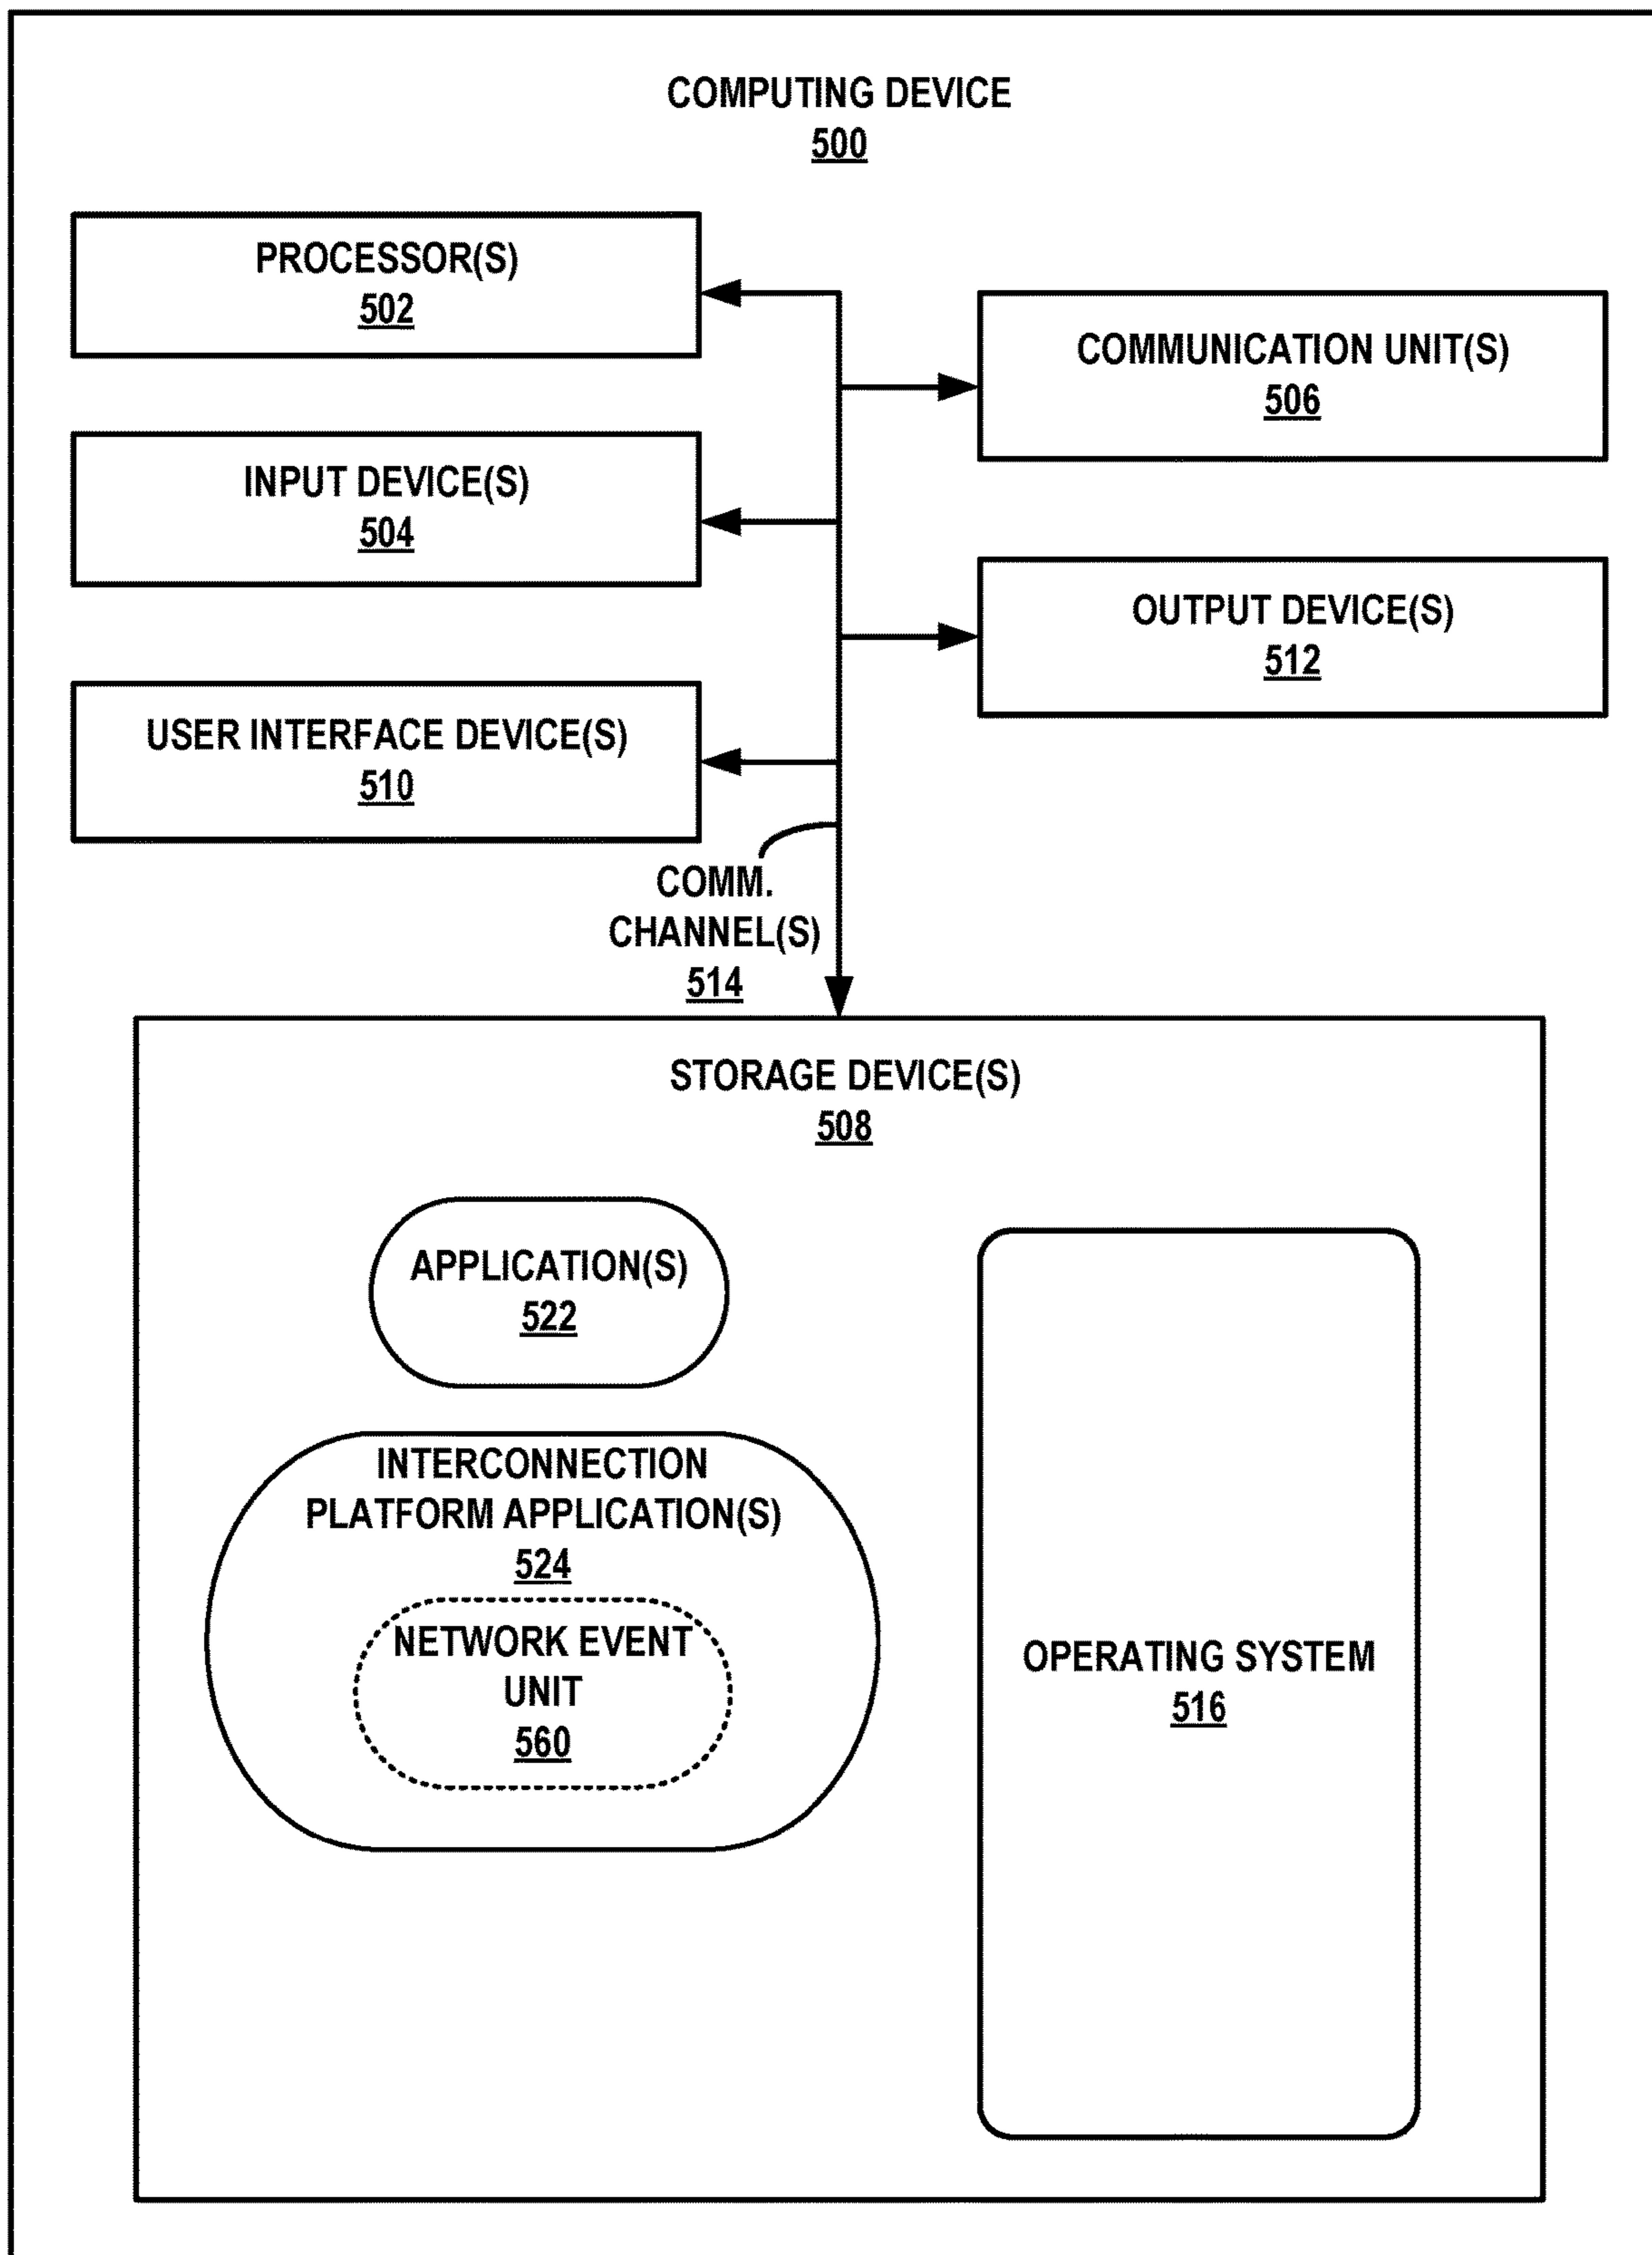 COMPUTING DEVICE
500
PROCESSOR(S)
502
COMMUNICATION UNIT(S)
506
INPUT DEVICE(S)
504
OUTPUT DEVICE(S)
512
USER INTERFACE DEVICE(S)
510
COMM.
CHANNEL(S)
514
STORAGE DEVICE(S)
508
APPLICATION(S)
522
INTERCONNECTION
PLATFORM APPLICATION(S)
524
NETWORK EVENT
UNIT
560
OPERATING SYSTEM
516